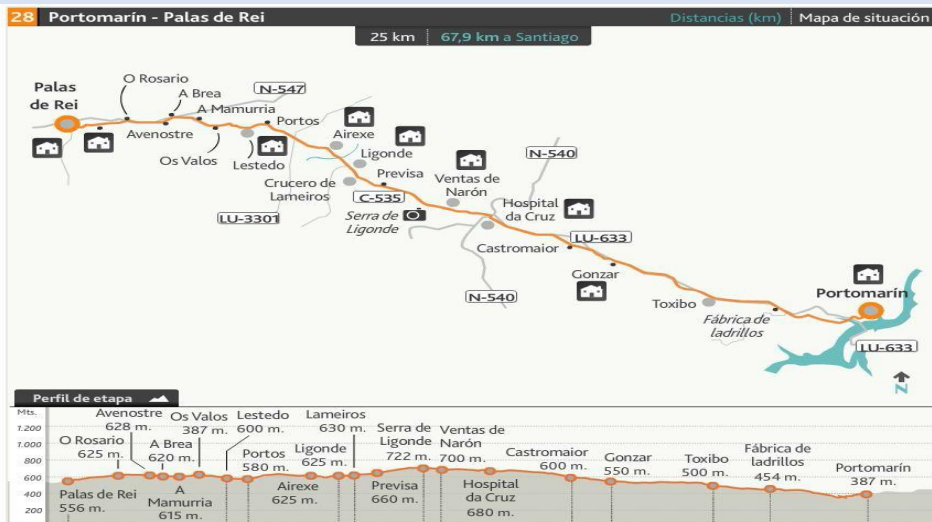 28 Portomarín - Palas de Rei
Distancias (km) Mapa de situación
25 km 67,9 km a Santiago
O Rosario
A Brea
N-547
Palas
de Rei
A Mamurria
Portos
Avenostre
Airexe
Os Valos
Lestedo
Ligonde
N-540
Previsa
Ventas de
Narón
Crucero de
Lameiros
C-535
Hospital
da Cruz
LU-3301
Serra de
Ligonde
LU-633
Castromaior
Gonzar
N-540
Toxibo
Portomarín
Fábrica de
ladrillos
LU-633
N
Perfil de etapa
Mts.
1.200
1.000
800
600
400
200
Palas de Rei
556 m.
O Rosario
625 m.
Avenostre
628 m.
A Brea
620 m.
A
Mamurria
615 m.
Os Valos
387 m.
Lestedo
600 m.
Portos
580 m.
Airexe
625 m.
Ligonde
625 m.
Lameiros
630 m.
Previsa
660 m.
Serra de
Ligonde
722 m.
Ventas de
Narón
700 m.
Hospital
da Cruz
680 m.
Castromaior
600 m.
Gonzar
550 m.
Toxibo
500 m.
Fábrica de
ladrillos
454 m.
Portomarín
387 m.